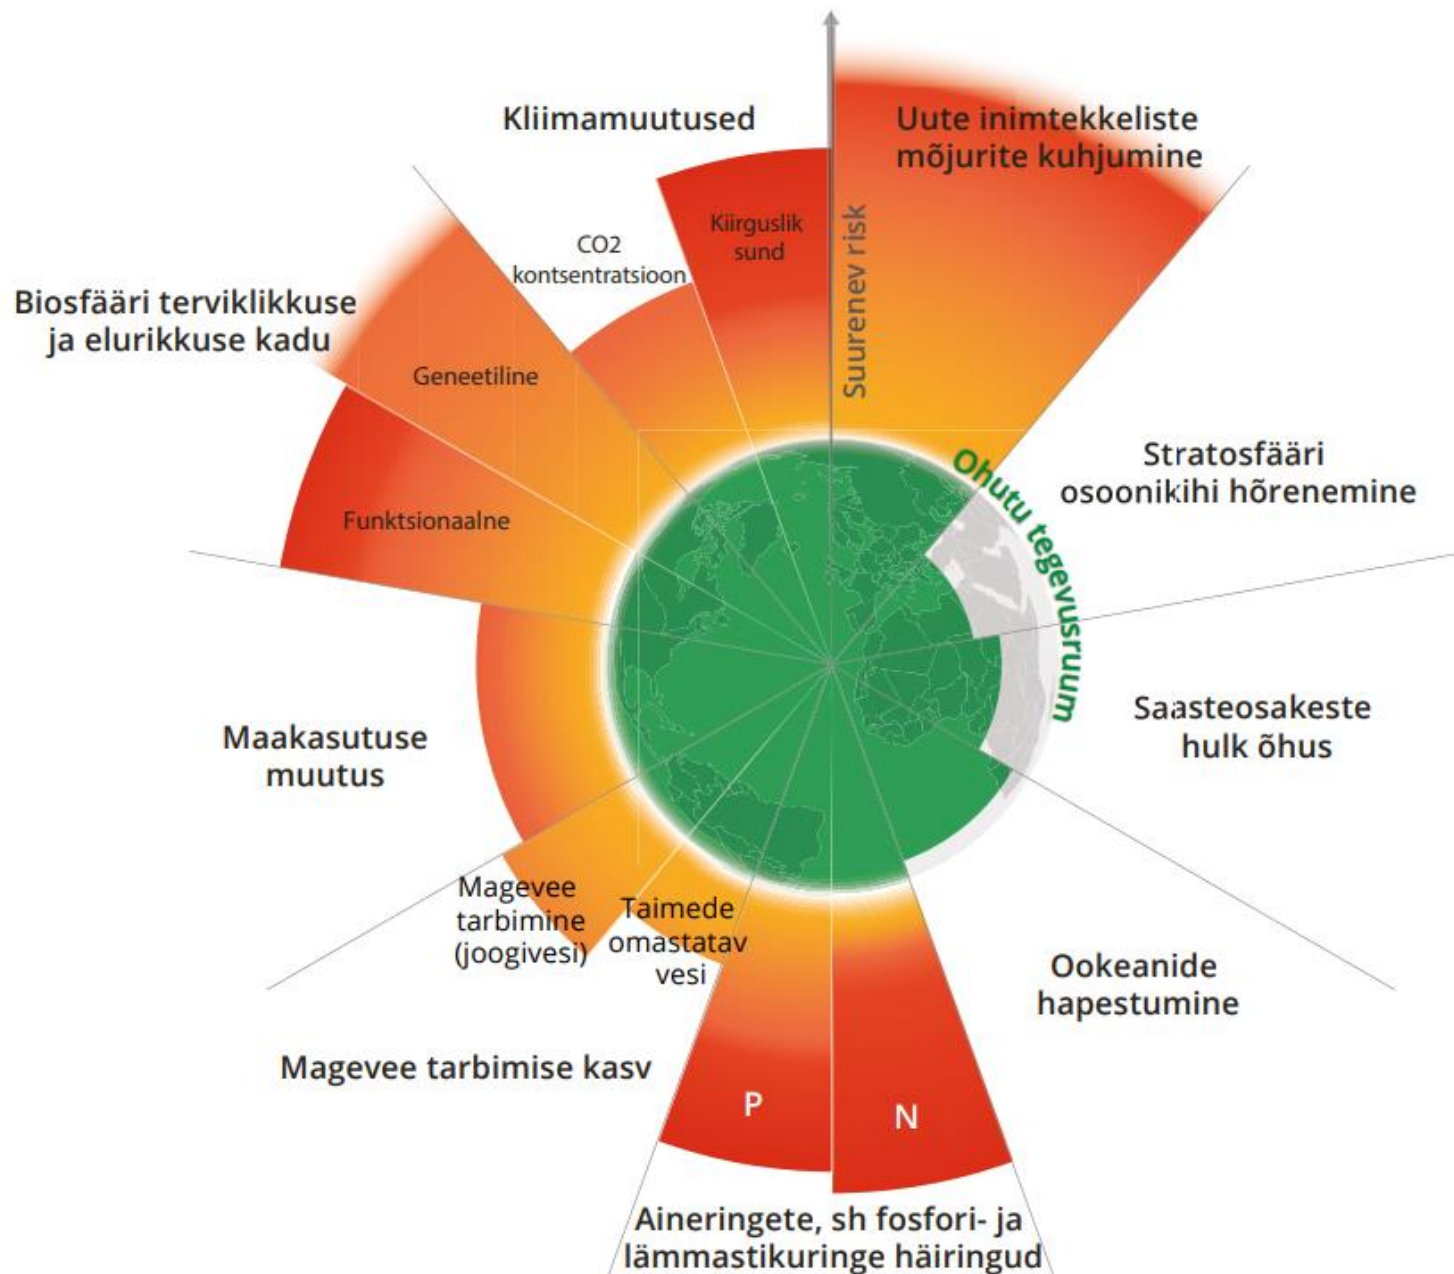 Kliimamuutused
Uute inimtekkeliste
mõjurite kuhjumine
Kiirguslik
sund
Suurenev risk
CO2
kontsentratsioon
Biosfääri terviklikkuse
ja elurikkuse kadu
Geneetiline
Funktsionaalne
Ohutu tegevusruum
Stratosfääri
osoonikihi hõrenemine
Saasteosakeste
hulk õhus
Maakasutuse
muutus
Magevee
tarbimine
(joogivesi)
Taimede
omastatav
vesi
Ookeanide
hapestumine
Magevee tarbimise kasv
P
N
Aineringete, sh fosfori- ja
lämmastikuringe häiringud